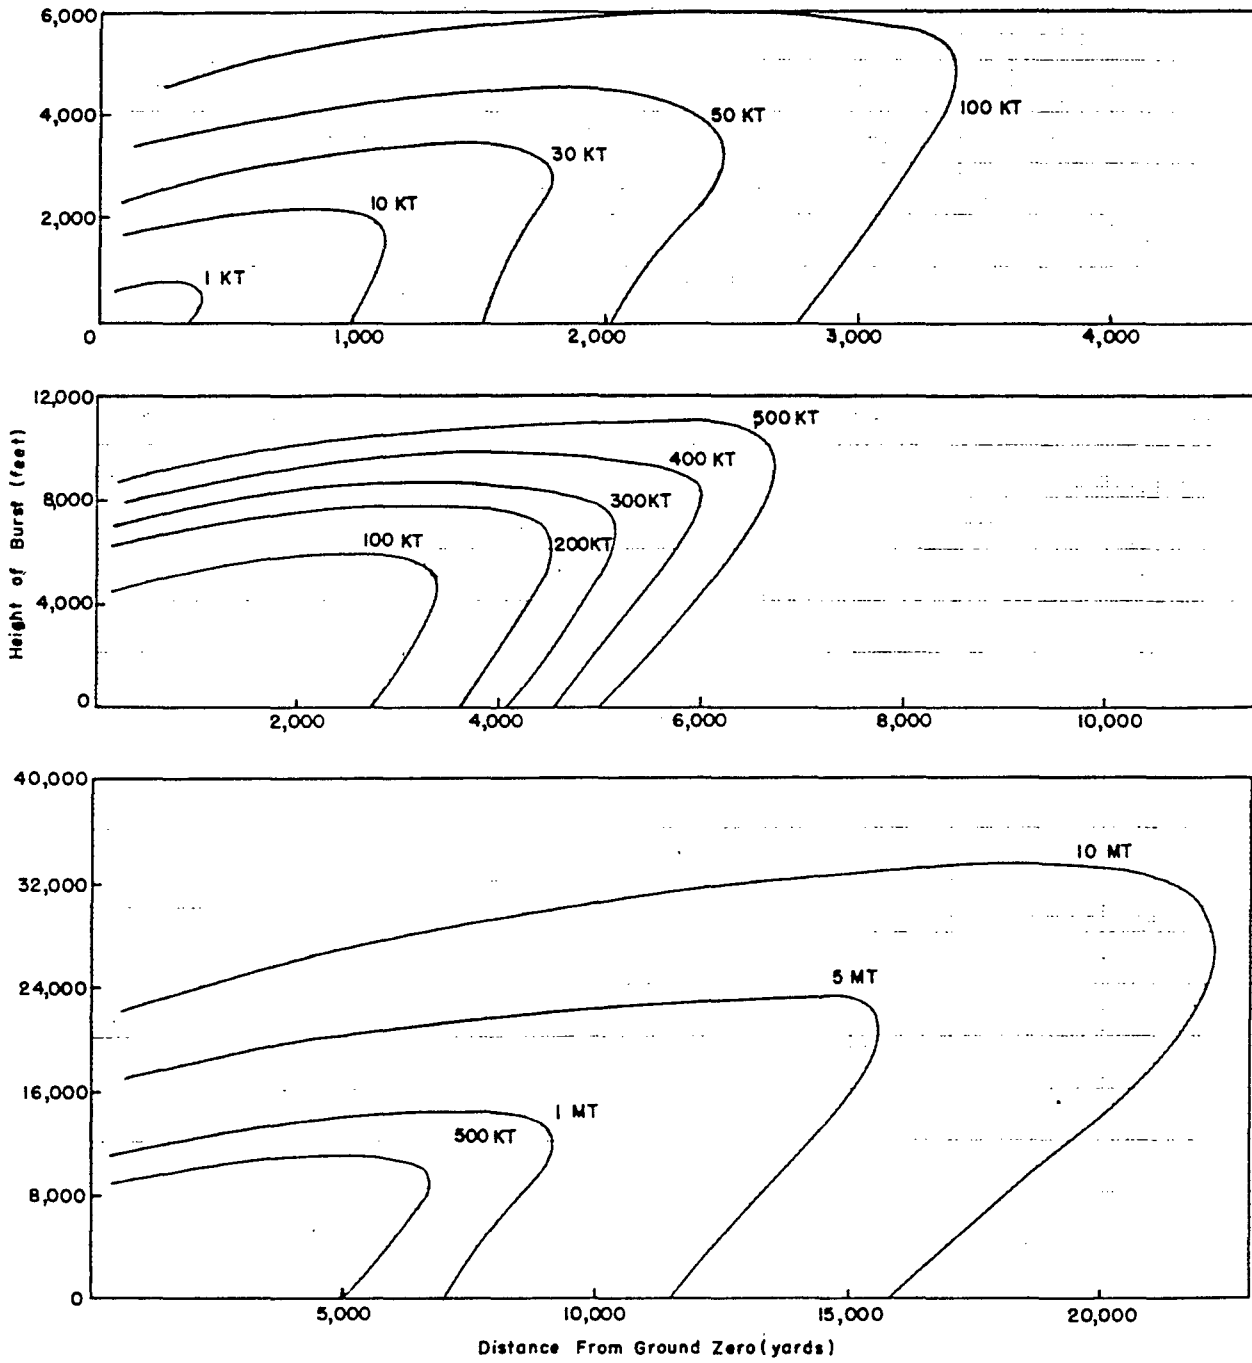 6,000
4,000
2,000
0
1 KT
10 KT
30 KT
50 KT
100 KT
1,000
2,000
3,000
4,000
Height of Burst (feet)
12,000
8,000
4,000
0
100 KT
200KT
300KT
400 KT
500 KT
2,000
4,000
6,000
8,000
10,000
40,000
32,000
24,000
16,000
8,000
0
500 KT
1 MT
5 MT
10 MT
5,000
10,000
15,000
20,000
Distance From Ground Zero (yards)